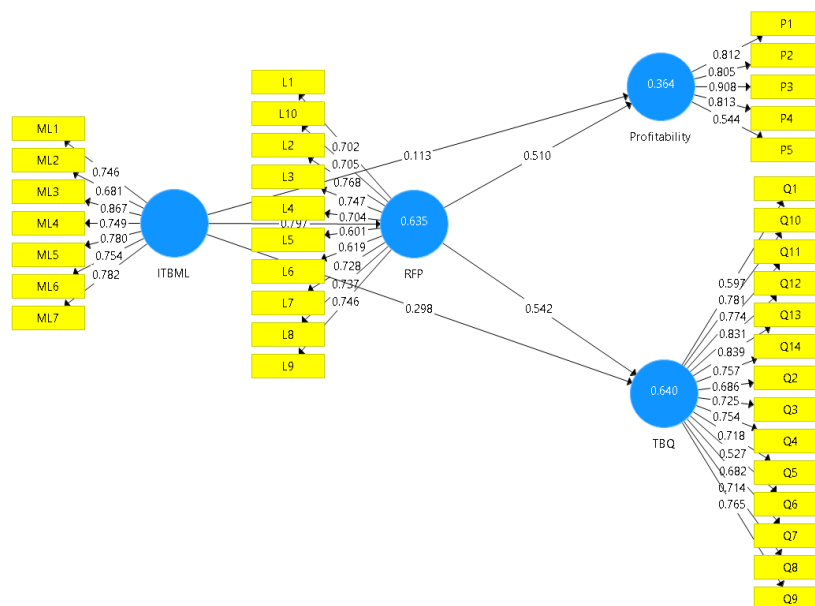 ML1
ML2
ML3
ML4
ML5
ML6
ML7
0.746
0.681
0.867
0.749
0.780
0.754
0.782
ITBML
L1
L10
L2
L3
L4
L5
L6
L7
L8
L9
0.702
0.705
0.768
0.747
0.704
0.601
0.619
0.728
0.737
0.746
0.797
0.635
RFP
0.113
0.510
0.298
0.542
0.364
Profitability
0.812
0.805
0.908
0.813
0.544
P1
P2
P3
P4
P5
0.640
TBQ
0.597
0.781
0.774
0.831
0.839
0.757
0.686
0.725
0.754
0.718
0.527
0.682
0.714
0.765
Q1
Q10
Q11
Q12
Q13
Q14
Q2
Q3
Q4
Q5
Q6
Q7
Q8
Q9